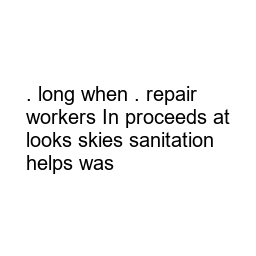 . long when . repair
workers In proceeds at
looks skies sanitation
helps was